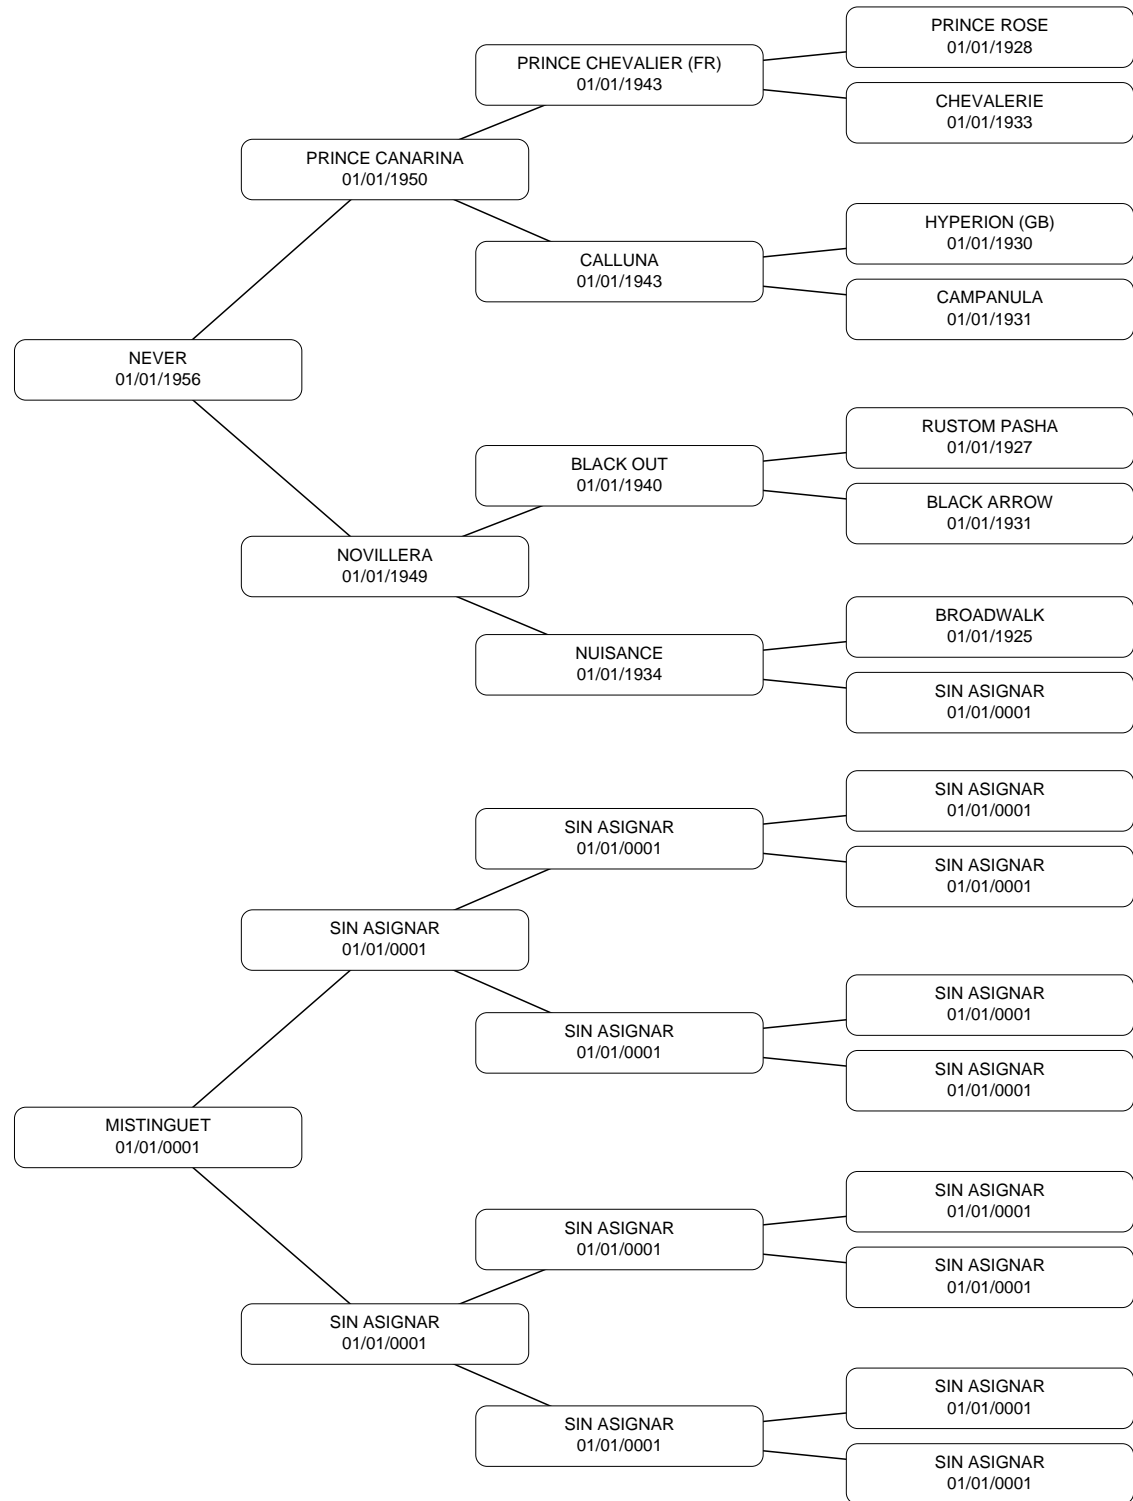 PRINCE ROSE
01/01/1928
PRINCE CHEVALIER (FR)
01/01/1943
CHEVALERIE
01/01/1933
PRINCE CANARINA
01/01/1950
HYPERION (GB)
01/01/1930
CALLUNA
01/01/1943
CAMPANULA
01/01/1931
NEVER
01/01/1956
RUSTOM PASHA
01/01/1927
BLACK OUT
01/01/1940
BLACK ARROW
01/01/1931
NOVILLERA
01/01/1949
BROADWALK
01/01/1925
NUISANCE
01/01/1934
SIN ASIGNAR
01/01/0001
SIN ASIGNAR
01/01/0001
SIN ASIGNAR
01/01/0001
SIN ASIGNAR
01/01/0001
SIN ASIGNAR
01/01/0001
SIN ASIGNAR
01/01/0001
SIN ASIGNAR
01/01/0001
SIN ASIGNAR
01/01/0001
MISTINGUET
01/01/0001
SIN ASIGNAR
01/01/0001
SIN ASIGNAR
01/01/0001
SIN ASIGNAR
01/01/0001
SIN ASIGNAR
01/01/0001
SIN ASIGNAR
01/01/0001
SIN ASIGNAR
01/01/0001
SIN ASIGNAR
01/01/0001